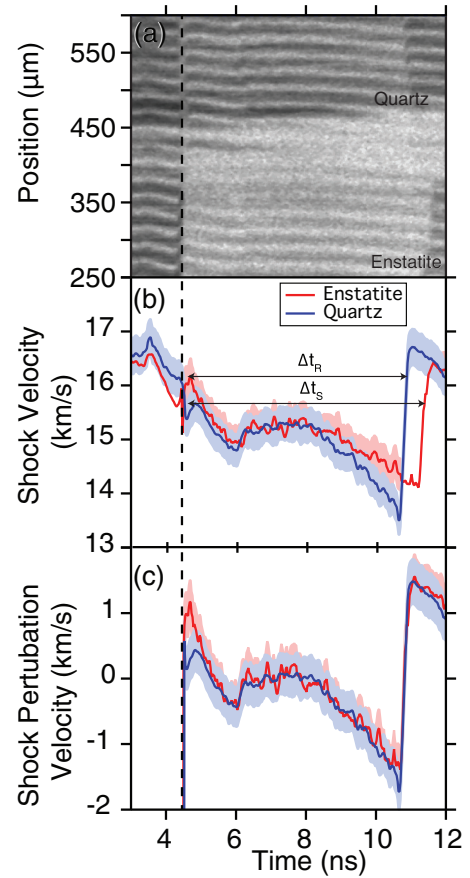 (a)
550
450
350
250
Position (μm)
Quartz
Enstatite
(b)
Enstatite
Quartz
17
16
15
14
13
Shock Velocity
(km/s)
Δt_R
Δt_S
(c)
1
0
-1
-2
Shock Pertubation
Velocity (km/s)
4 6 8 10 12
Time (ns)